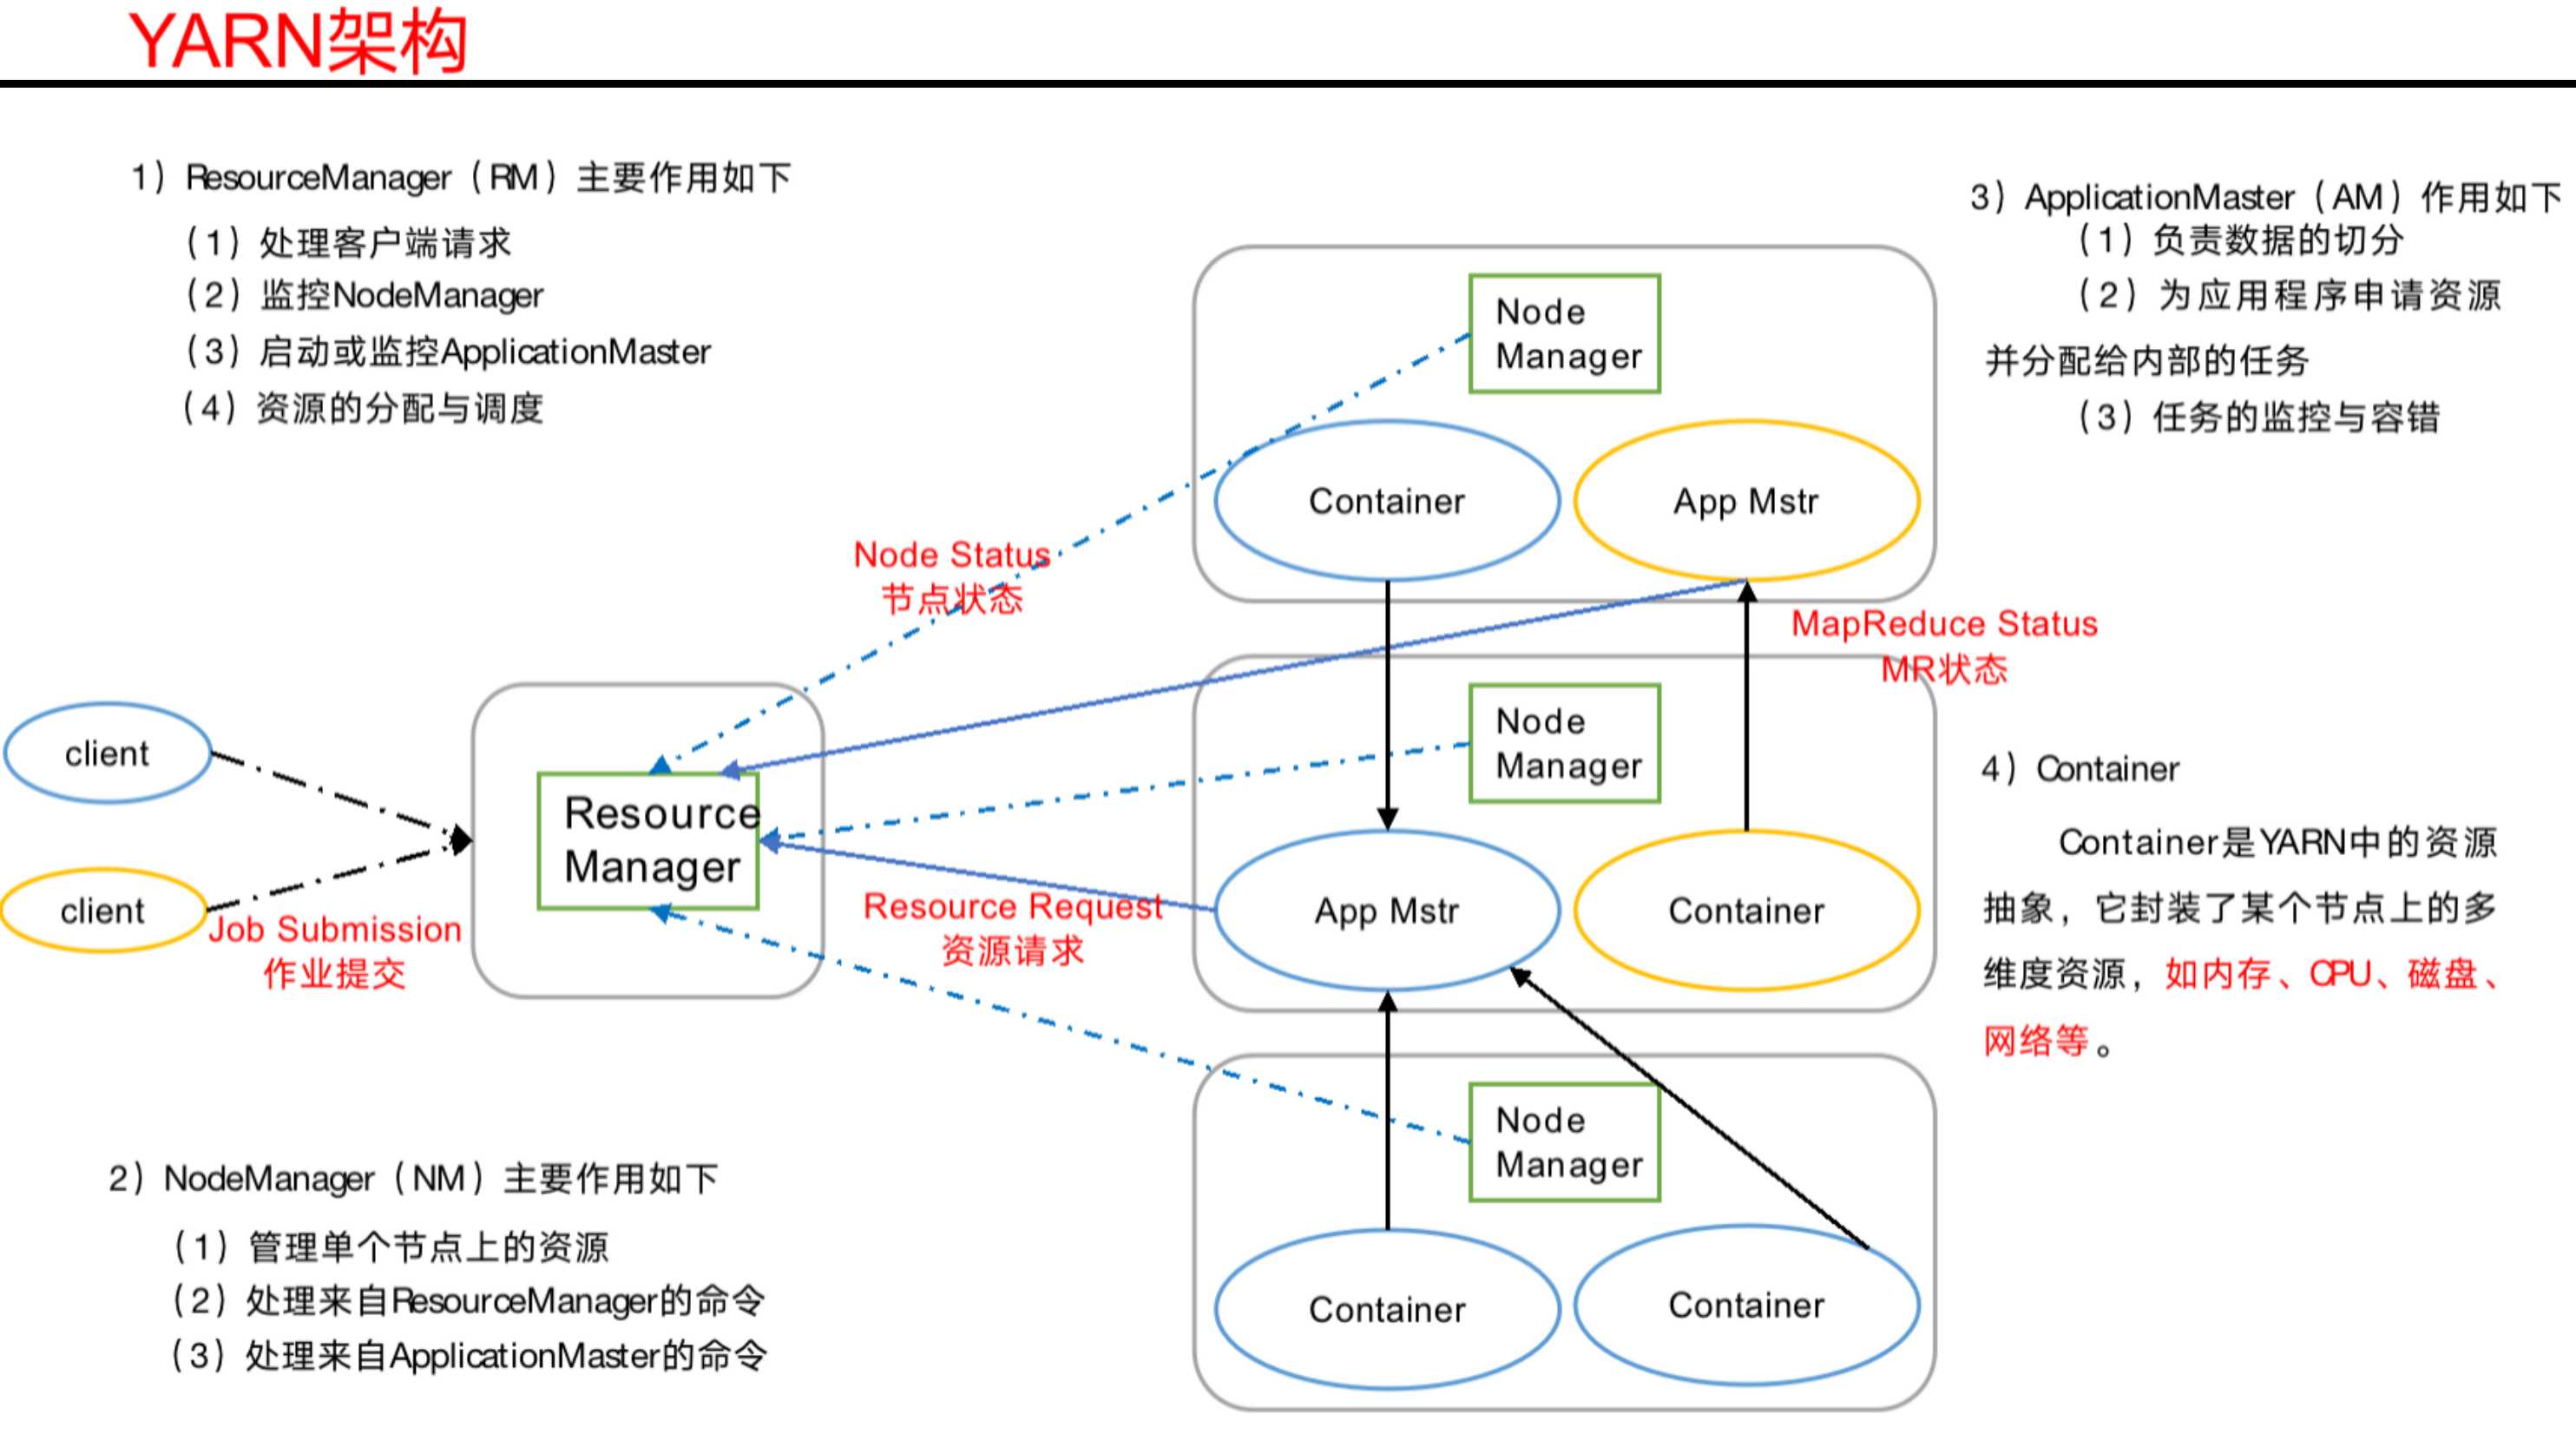 YARN架构
1）ResourceManager（RM）主要作用如下
（1）处理客户端请求
（2）监控NodeManager
（3）启动或监控ApplicationMaster
（4）资源的分配与调度
3）ApplicationMaster（AM）作用如下
（1）负责数据的切分
（2）为应用程序申请资源
并分配给内部的任务
（3）任务的监控与容错
Node
Manager
Container
App Mstr
Node Status
节点状态
MapReduce Status
MR状态
client
client
Job Submission
作业提交
Resource
Manager
Resource Request
资源请求
Node
Manager
App Mstr
Container
4）Container
Container是YARN中的资源
抽象，它封装了某个节点上的多
维度资源，如内存、CPU、磁盘、
网络等。
Node
Manager
Container
Container
2）NodeManager（NM）主要作用如下
（1）管理单个节点上的资源
（2）处理来自ResourceManager的命令
（3）处理来自ApplicationMaster的命令